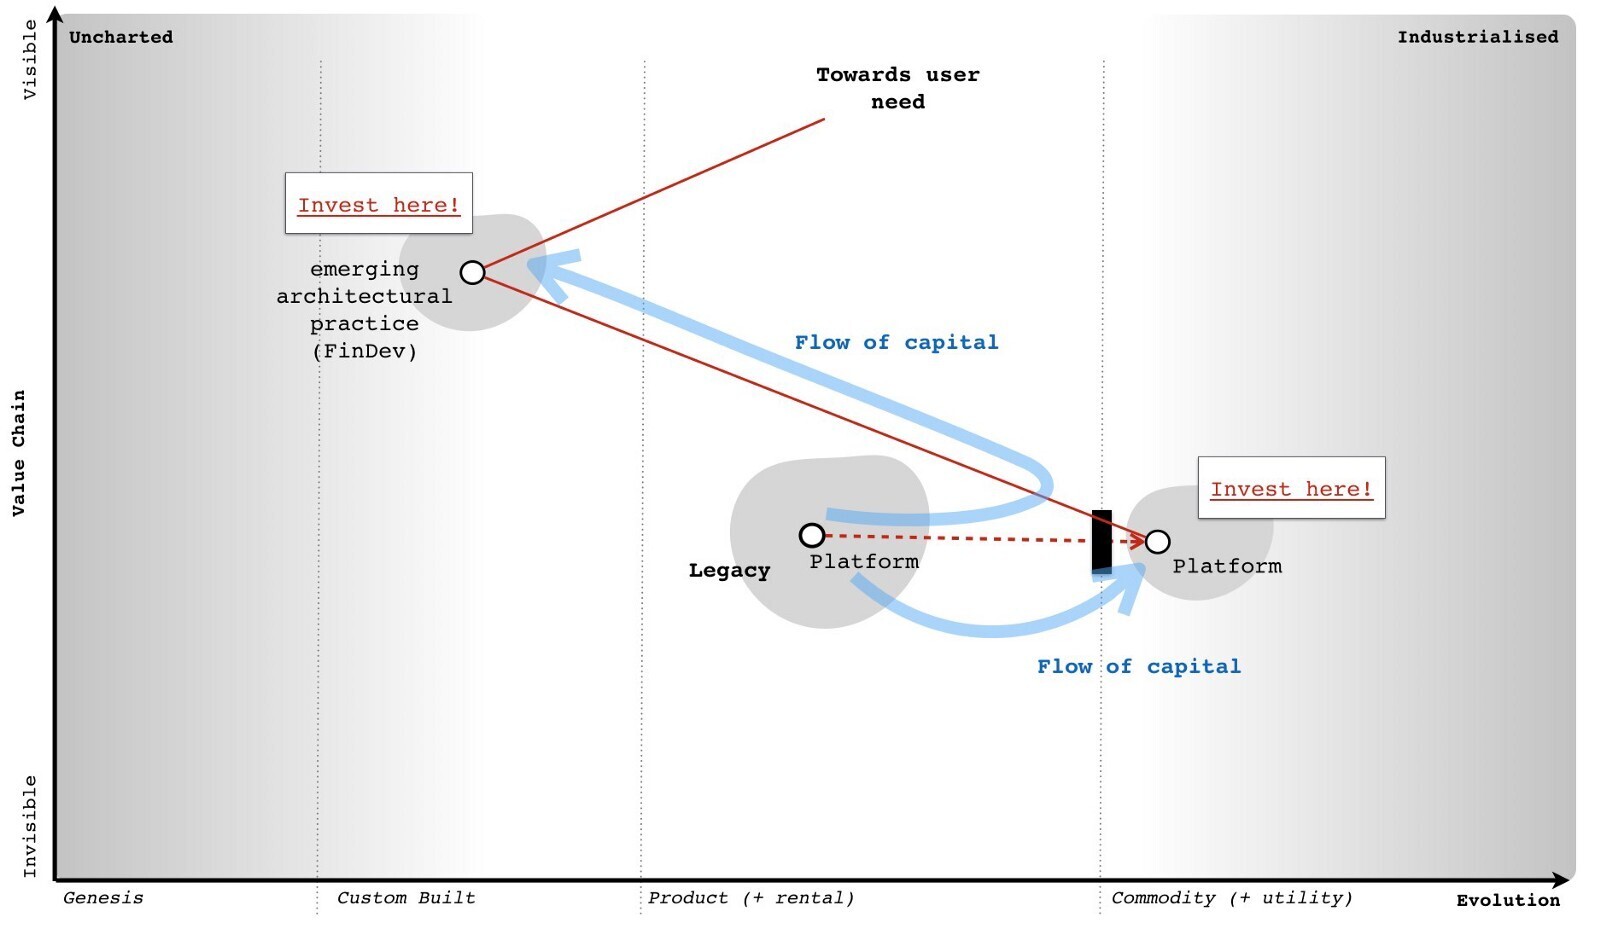 Visible
Uncharted
Industrialised
Towards user
need
Invest here!
emerging
architectural
practice
(FinDev)
Flow of capital
Value Chain
Invest here!
Legacy
Platform
Platform
Flow of capital
Invisible
Genesis
Custom Built
Product (+ rental)
Commodity (+ utility)
Evolution